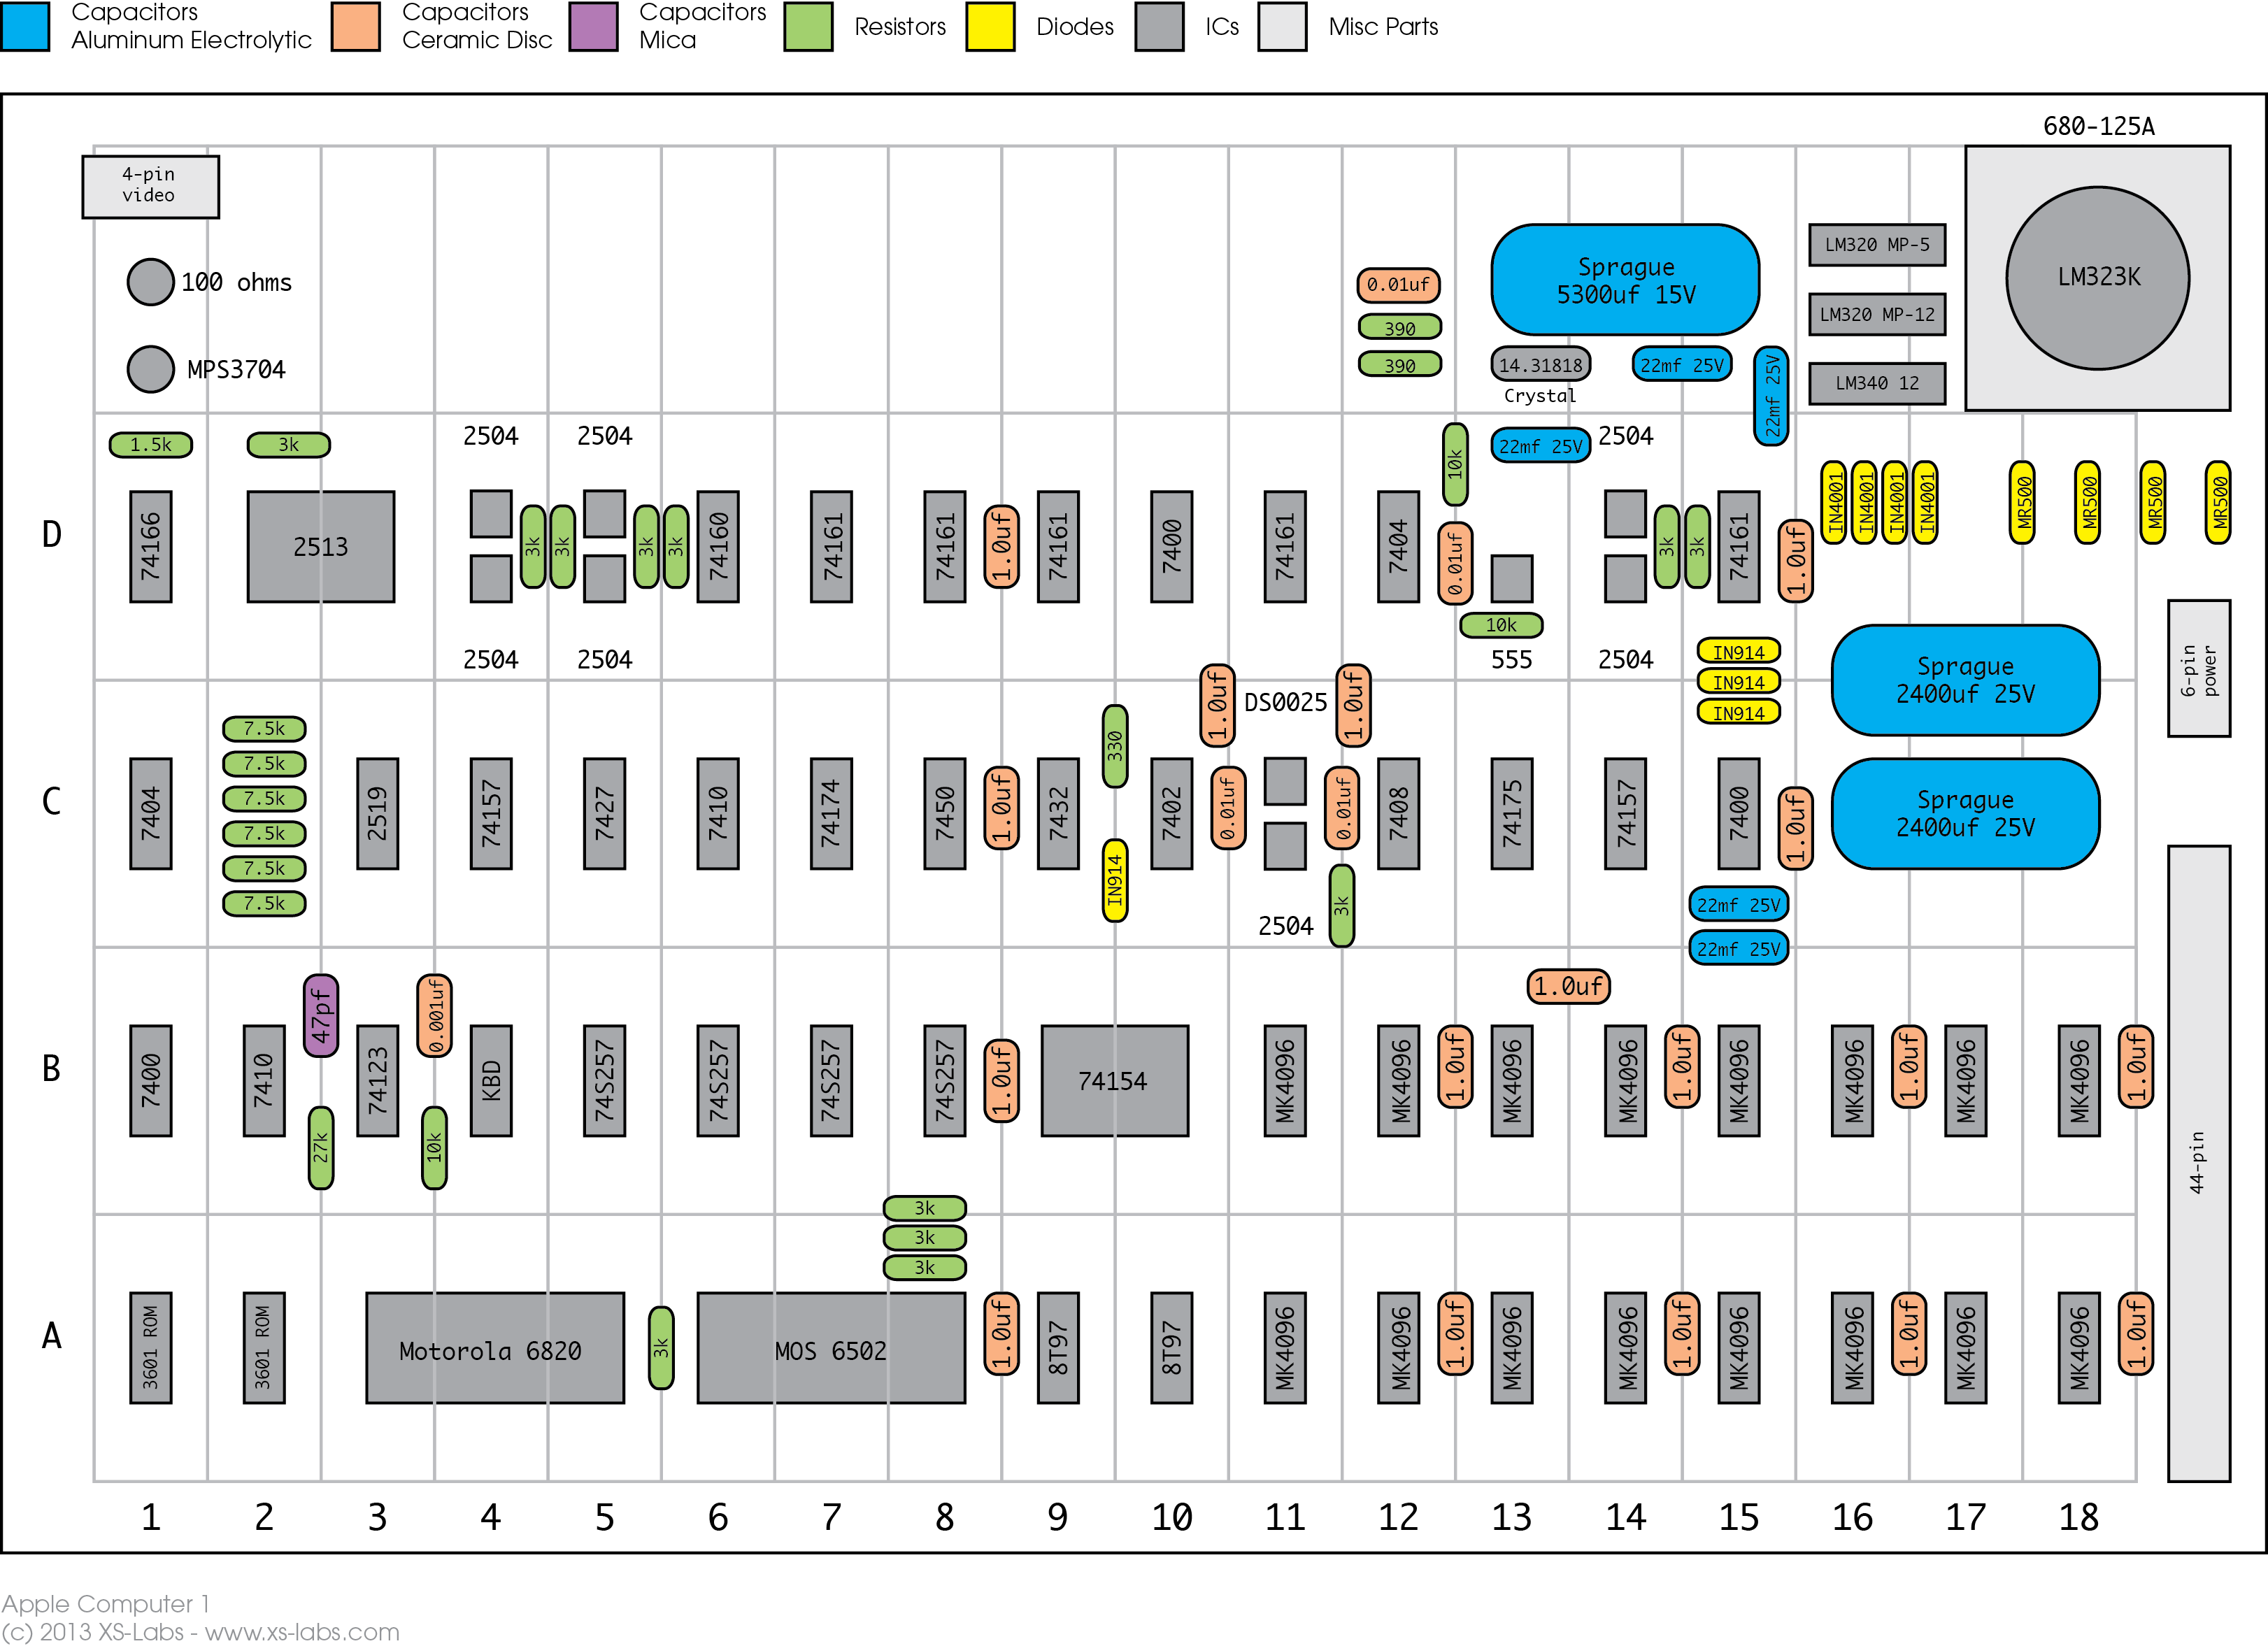 Capacitors
Aluminum Electrolytic
Capacitors
Ceramic Disc
Capacitors
Mica
Resistors
Diodes
ICs
Misc Parts
680-125A
4-pin
video
LM323K
LM320 MP-5
LM320 MP-12
LM340 12
Sprague
5300uf 15V
100 ohms
0.01uf
390
390
MPS3704
14.31818
Crystal
22mf 25V
22mf 25V
1.5k
3k
2504
2504
10k
22mf 25V
2504
IN4001
IN4001
IN4001
IN4001
MR500
MR500
MR500
MR500
D
74166
2513
3k
3k
3k
3k
74160
74161
74161
1.0uf
74161
7400
74161
7404
0.01uf
3k
3k
74161
1.0uf
10k
2504
2504
555
2504
IN914
IN914
IN914
Sprague
2400uf 25V
6-pin
power
1.0uf
DS0025
1.0uf
7.5k
7.5k
7.5k
7.5k
7.5k
7.5k
330
C
7404
2519
74157
7427
7410
74174
7450
1.0uf
7432
7402
0.01uf
0.01uf
7408
74175
74157
7400
1.0uf
Sprague
2400uf 25V
IN914
3k
2504
22mf 25V
22mf 25V
47pf
0.001uf
1.0uf
B
7400
7410
74123
KBD
74S257
74S257
74S257
74S257
1.0uf
74154
MK4096
MK4096
1.0uf
MK4096
MK4096
1.0uf
MK4096
MK4096
1.0uf
MK4096
MK4096
1.0uf
27k
10k
44-pin
3k
3k
3k
A
3601 ROM
3601 ROM
Motorola 6820
3k
MOS 6502
1.0uf
8T97
8T97
MK4096
MK4096
1.0uf
MK4096
MK4096
1.0uf
MK4096
MK4096
1.0uf
MK4096
MK4096
1.0uf
1 2 3 4 5 6 7 8 9 10 11 12 13 14 15 16 17 18
Apple Computer 1
(c) 2013 XS-Labs - www.xs-labs.com